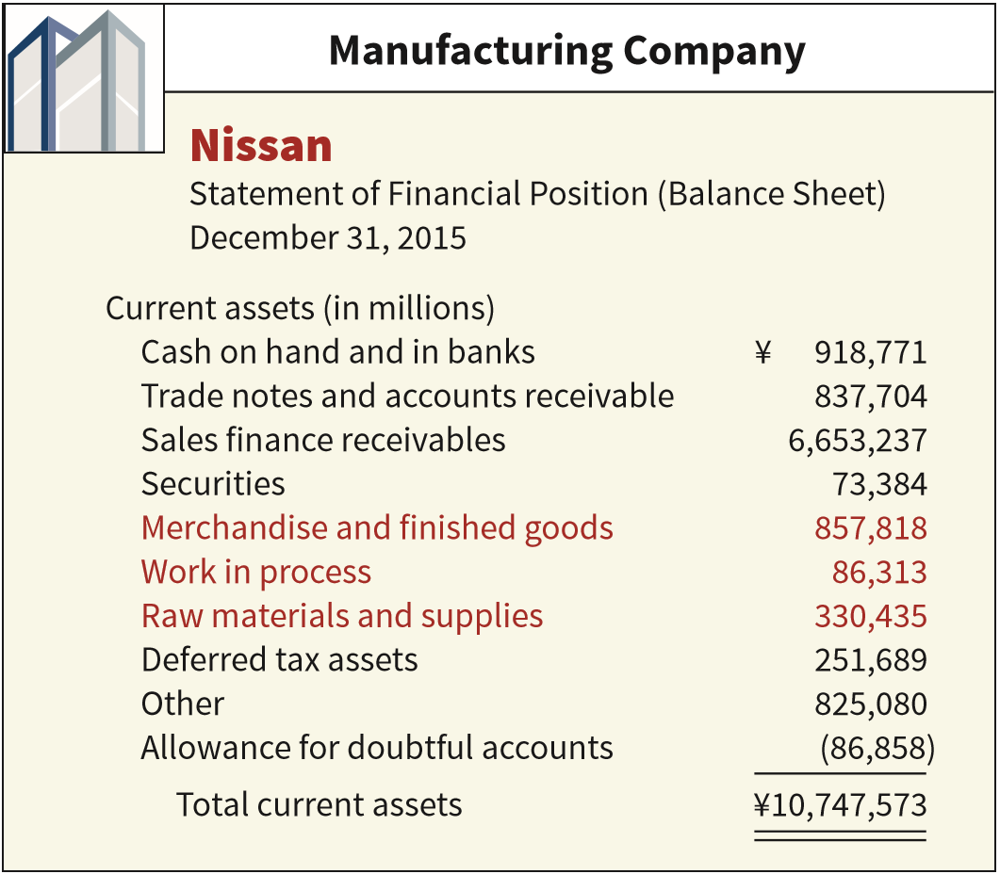 Manufacturing Company
Nissan
Statement of Financial Position (Balance Sheet)
December 31, 2015
Current assets (in millions)
Cash on hand and in banks ¥ 918,771
Trade notes and accounts receivable 837,704
Sales finance receivables 6,653,237
Securities 73,384
Merchandise and finished goods 857,818
Work in process 86,313
Raw materials and supplies 330,435
Deferred tax assets 251,689
Other 825,080
Allowance for doubtful accounts (86,858)
Total current assets ¥10,747,573